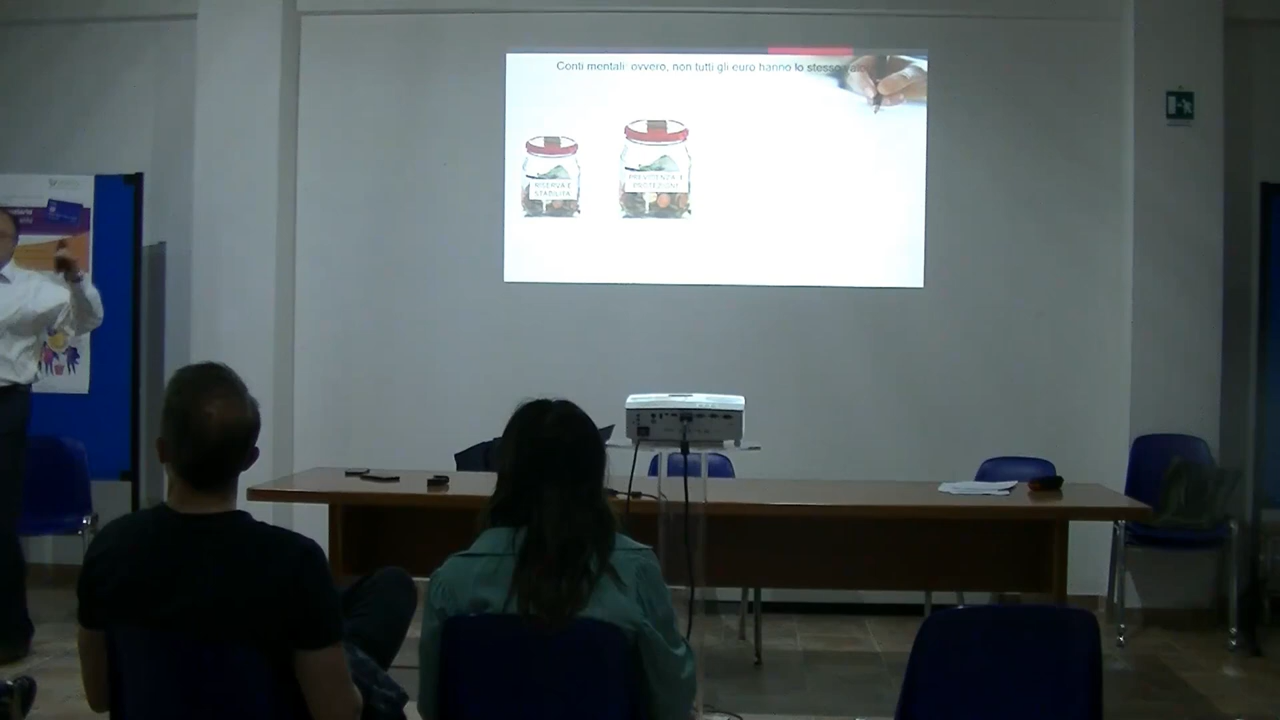 Conti mentali: ovvero, non tutti gli euro hanno lo stesso
RISERVA E
STABILITÀ
PREVIDENZA E
PROTEZIONE